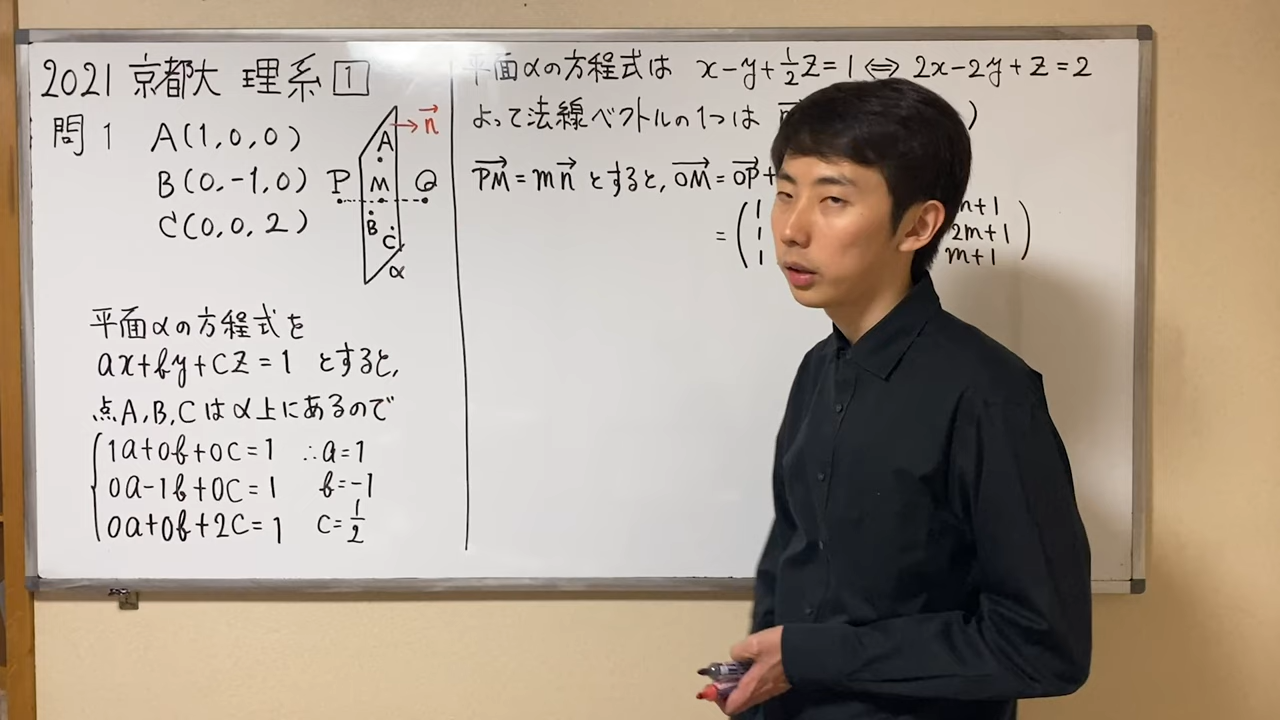 2021 京都大 理系 1
問1 A(1,0,0)
B(0,-1,0)
C(0,0,2)
n
A
P M Q
B
C
α
平面αの方程式を
ax+by+cz=1 とすると,
点A,B,Cはα上にあるので
1a+0b+0c=1 ∴a=1
0a-1b+0c=1 b=-1
0a+0b+2c=1 c=1/2
平面αの方程式は x-y+1/2z=1⇔2x-2y+z=2
よって法線ベクトルの1つは )
PM=mn とすると, OM=OP+
=(1 m+1
1 2m+1
1 m+1)